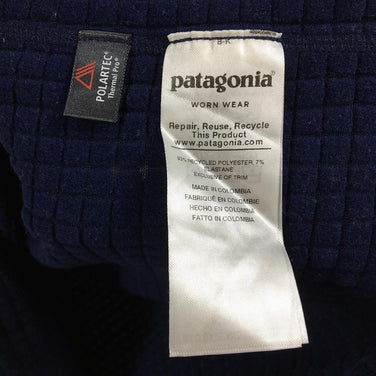 POLARTEC®
Thermal Pro®
B-K
patagonia®
WORN WEAR
Repair, Reuse, Recycle
This Product
www.patagonia.com
93% RECYCLED POLYESTER, 7%
ELASTANE
EXCLUSIVE OF TRIM
MADE IN COLOMBIA
FABRIQUÉ EN COLOMBIE
HECHO EN COLOMBIA
FATTO IN COLOMBIA